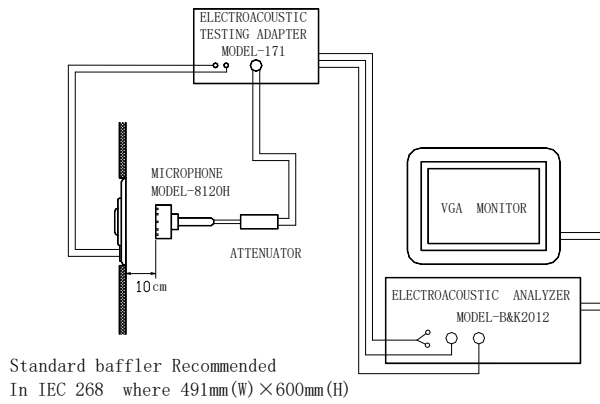 ELECTROACOUSTIC
TESTING ADAPTER
MODEL-171
MICROPHONE
MODEL-8120H
ATTENUATOR
10cm
VGA MONITOR
ELECTROACOUSTIC ANALYZER
MODEL-B&K2012
Standard baffler Recommended
In IEC 268 where 491mm(W)×600mm(H)